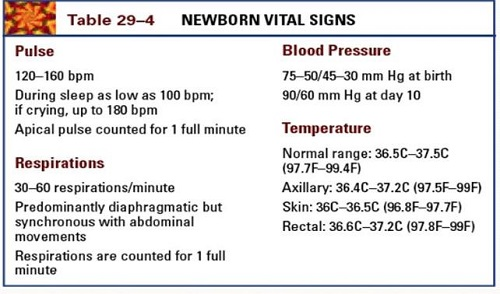 Table 29–4 NEWBORN VITAL SIGNS
Pulse
120–160 bpm
During sleep as low as 100 bpm;
if crying, up to 180 bpm
Apical pulse counted for 1 full minute
Respirations
30–60 respirations/minute
Predominantly diaphragmatic but
synchronous with abdominal
movements
Respirations are counted for 1 full
minute
Blood Pressure
75–50/45–30 mm Hg at birth
90/60 mm Hg at day 10
Temperature
Normal range: 36.5C–37.5C
(97.7F–99.4F)
Axillary: 36.4C–37.2C (97.5F–99F)
Skin: 36C–36.5C (96.8F–97.7F)
Rectal: 36.6C–37.2C (97.8F–99F)